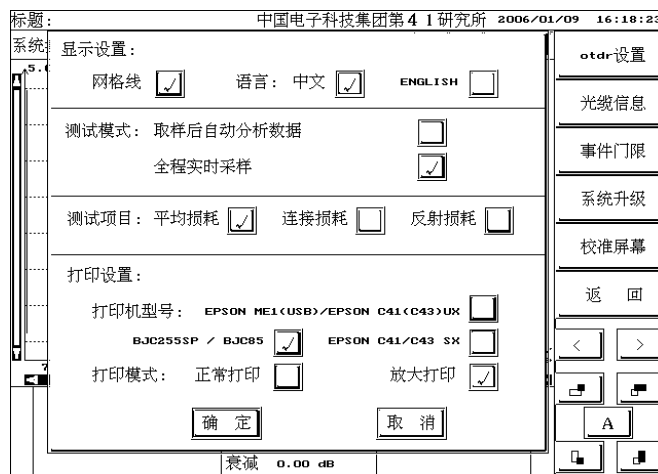 标题: 中国电子科技集团第41研究所 2006/01/09 16:18:23
系统
5.0
显示设置:
网格线 语言: 中文 ENGLISH
测试模式: 取样后自动分析数据
全程实时采样
测试项目: 平均损耗 连接损耗 反射损耗
打印设置:
打印机型号: EPSON ME1(USB)/EPSON C41(C43)UX
BJC255SP / BJC85 EPSON C41/C43 SX
打印模式: 正常打印 放大打印
确 定 取 消
衰减 0.00 dB
otdr设置
光缆信息
事件门限
系统升级
校准屏幕
返 回
< >
A